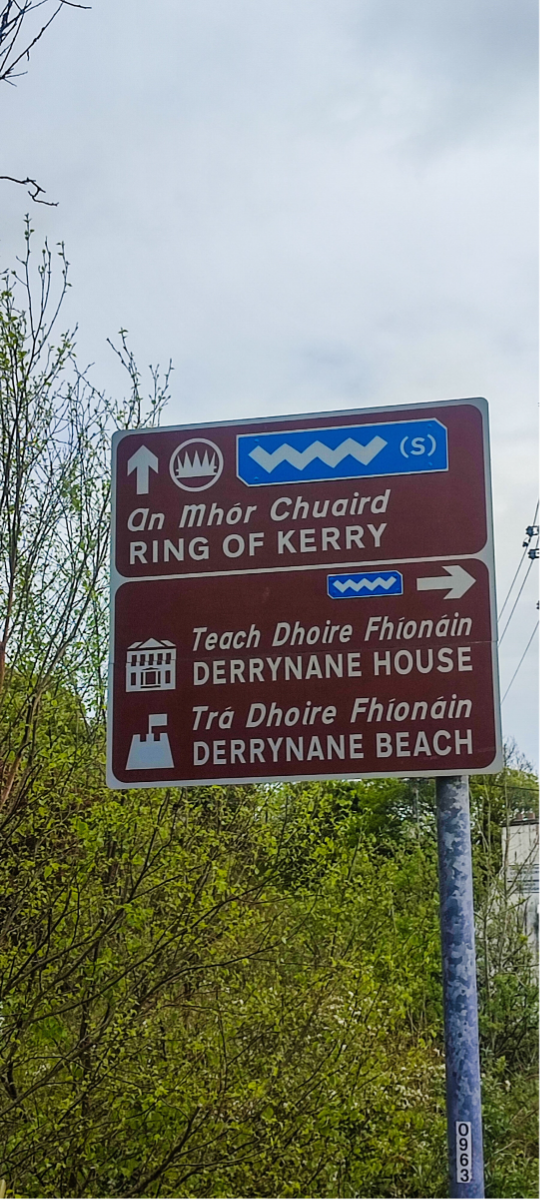 (S)
An Mhór Chuaird
RING OF KERRY
Teach Dhoire Fhíonáin
DERRYNANE HOUSE
Trá Dhoire Fhíonáin
DERRYNANE BEACH
0963